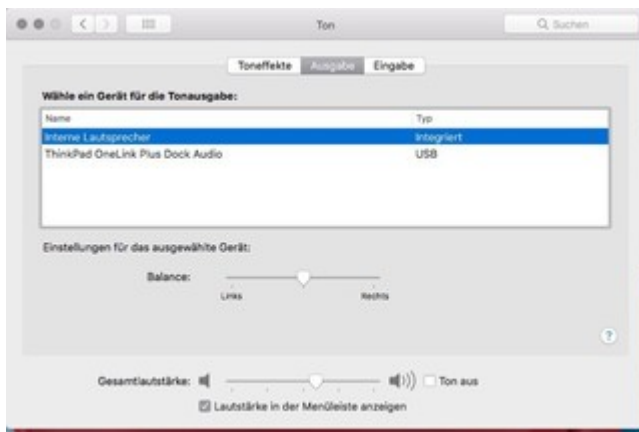 Ton
Suchen
Toneffekte Ausgabe Eingabe
Wähle ein Gerät für die Tonausgabe:
Name Typ
Interne Lautsprecher Integriert
ThinkPad OneLink Plus Dock Audio USB
Einstellungen für das ausgewählte Gerät:
Balance:
Links Rechts
?
Gesamtlautstärke: Ton aus
Lautstärke in der Menüleiste anzeigen